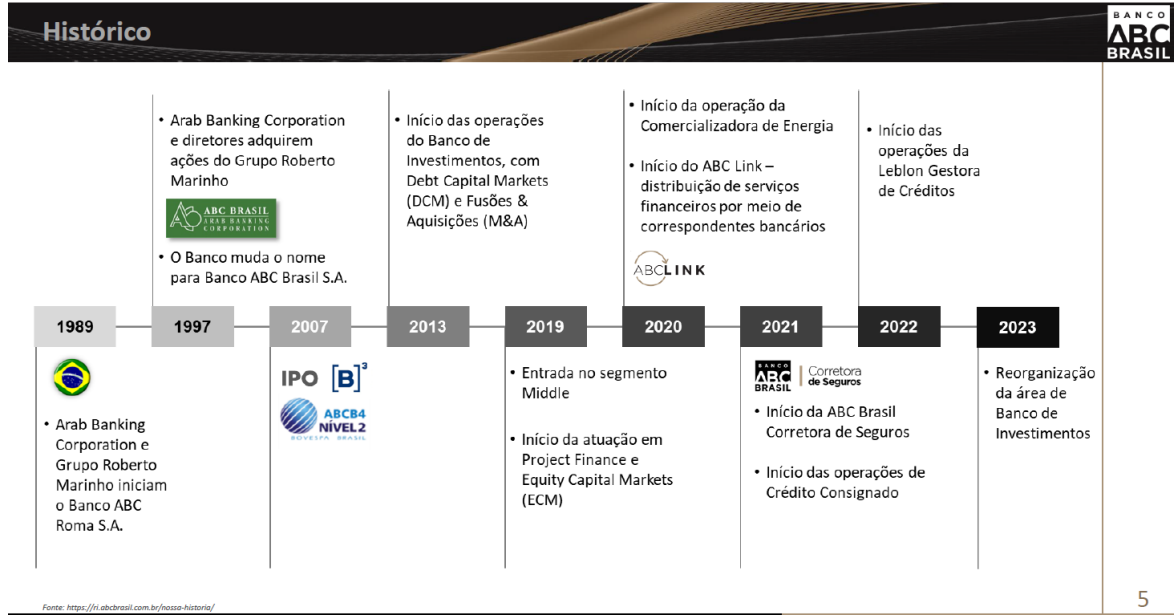 Histórico
BANCO
ABC
BRASIL
• Arab Banking Corporation
e diretores adquirem
ações do Grupo Roberto
Marinho
ABC BRASIL
ARAB BANKING
CORPORATION
• O Banco muda o nome
para Banco ABC Brasil S.A.
• Início das operações
do Banco de
Investimentos, com
Debt Capital Markets
(DCM) e Fusões &
Aquisições (M&A)
• Início da operação da
Comercializadora de Energia
• Início do ABC Link –
distribuição de serviços
financeiros por meio de
correspondentes bancários
ABCLINK
• Início das
operações da
Leblon Gestora
de Créditos
1989
1997
2007
2013
2019
2020
2021
2022
2023
• Arab Banking
Corporation e
Grupo Roberto
Marinho iniciam
o Banco ABC
Roma S.A.
IPO [B]³
ABCB4
NÍVEL 2
BOVESPA BRASIL
• Entrada no segmento
Middle
• Início da atuação em
Project Finance e
Equity Capital Markets
(ECM)
BANCO
ABC
BRASIL
Corretora
de Seguros
• Início da ABC Brasil
Corretora de Seguros
• Início das operações de
Crédito Consignado
• Reorganização
da área de
Banco de
Investimentos
Fonte: https://ri.abcbrasil.com.br/nossa-historia/
5